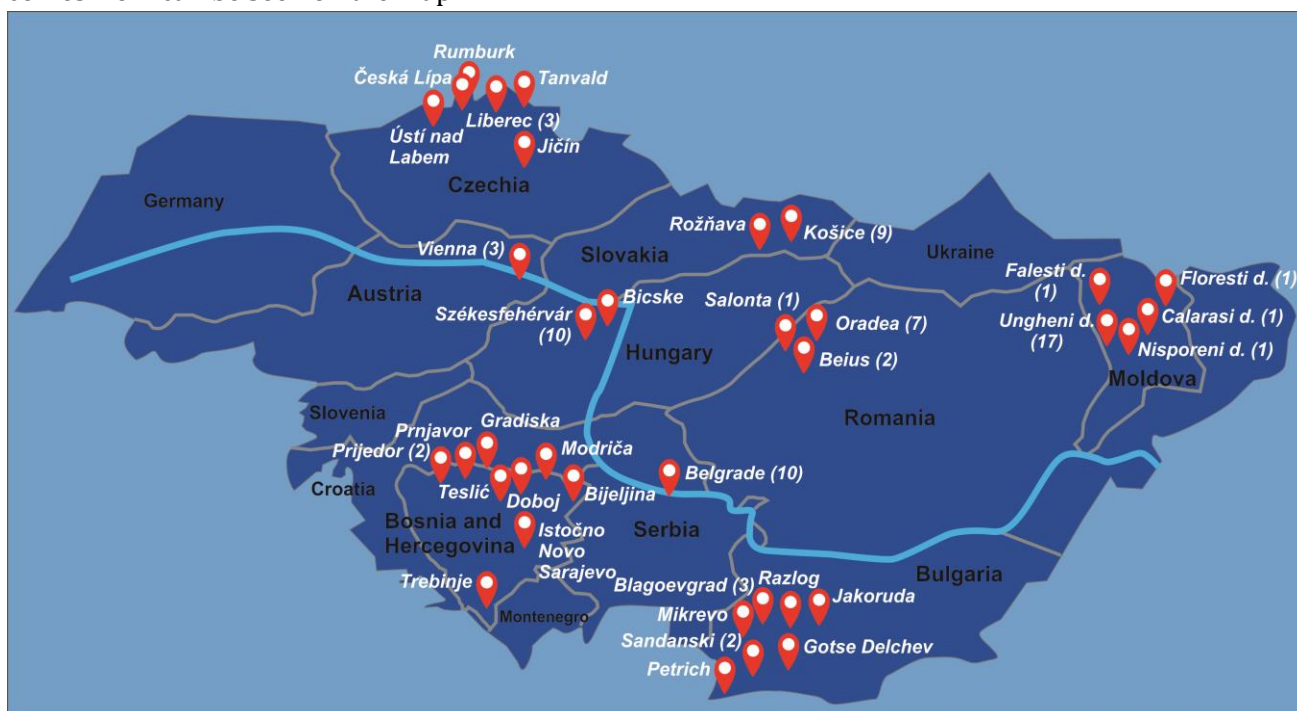 Rumburk
Česká Lípa
Tanvald
Liberec (3)
Ústí nad
Labem
Jičín
Czechia
Germany
Rožňava
Košice (9)
Slovakia
Ukraine
Vienna (3)
Austria
Falesti d.
(1)
Floresti d. (1)
Bicske
Székesfehérvár
(10)
Salonta (1)
Oradea (7)
Beius (2)
Ungheni d.
(17)
Calarasi d. (1)
Nisporeni d. (1)
Moldova
Hungary
Romania
Slovenia
Gradiska
Prnjavor
Prijedor (2)
Modriča
Croatia
Teslić
Doboj
Bijeljina
Belgrade (10)
Bosnia and
Hercegovina
Istočno
Novo
Sarajevo
Serbia
Trebinje
Montenegro
Bulgaria
Blagoevgrad (3)
Razlog
Jakoruda
Mikrevo
Sandanski (2)
Gotse Delchev
Petrich